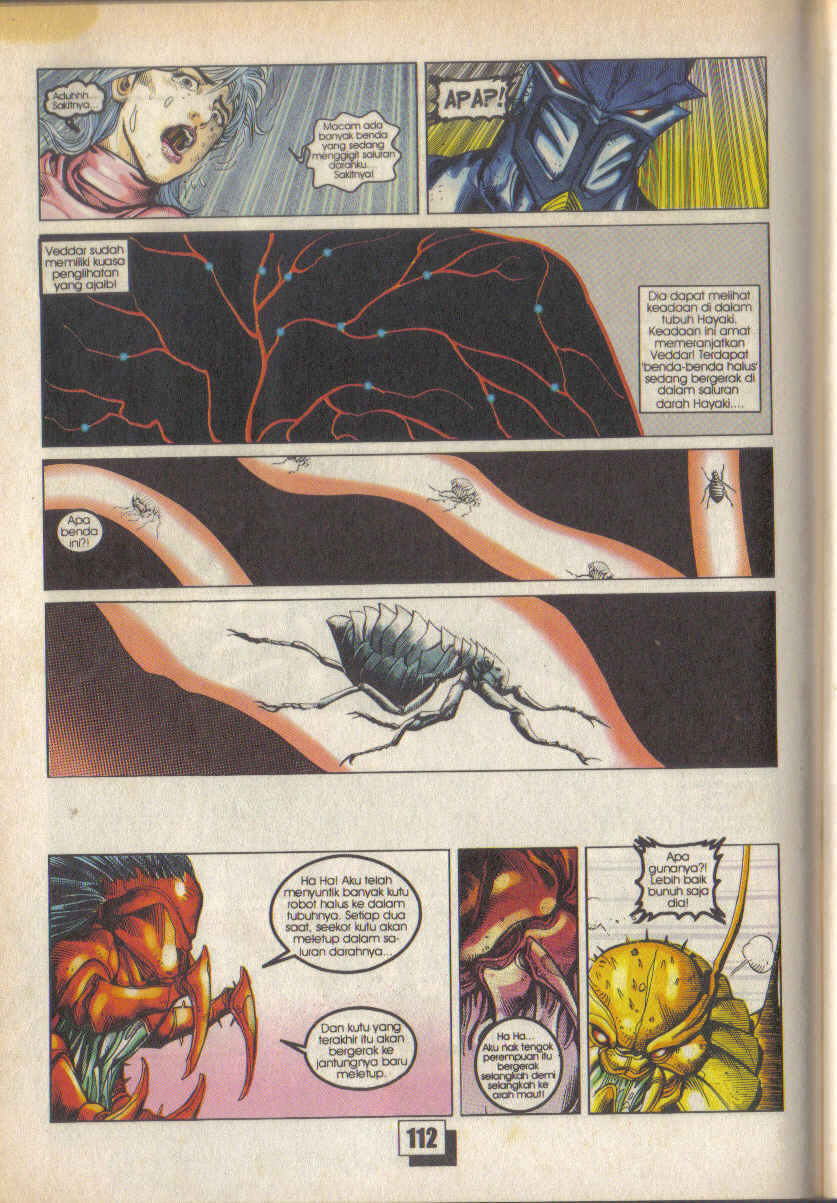 Aduhhh...
Sakitnya...
Macam ada
banyak benda
yang sedang
menggigit saluran
darahku....
Sakitnya!
APA?!
Veddar sudah
memiliki kuasa
penglihatan
yang ajaib!
Dia dapat melihat
keadaan di dalam
tubuh Hayaki.
Keadaan ini amat
memeranjatkan
Veddar! Terdapat
'benda-benda halus'
sedang bergerak di
dalam saluran
darah Hayaki....
Apa
benda
ini?!
Ha Ha! Aku telah
menyuntik banyak kutu
robot halus ke dalam
tubuhnya. Setiap dua
saat, seekor kutu akan
meletup dalam sa-
luran darahnya...
Dan kutu yang
terakhir itu akan
bergerak ke
jantungnya baru
meletup.
Ha Ha...
Aku nak tengok
perempuan itu
bergerak
selangkah demi
selangkah ke
arah maut!
Apa
gunanya?!
Lebih baik
bunuh saja
dia!
112